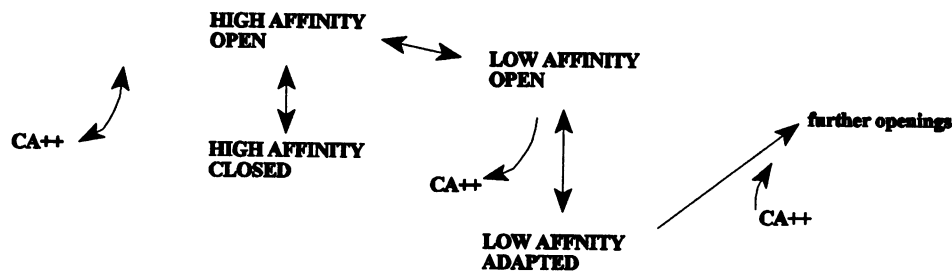 HIGH AFFINITY
OPEN
LOW AFFINITY
OPEN
further openings
CA++
HIGH AFFINITY
CLOSED
CA++
CA++
LOW AFFNITY
ADAPTED